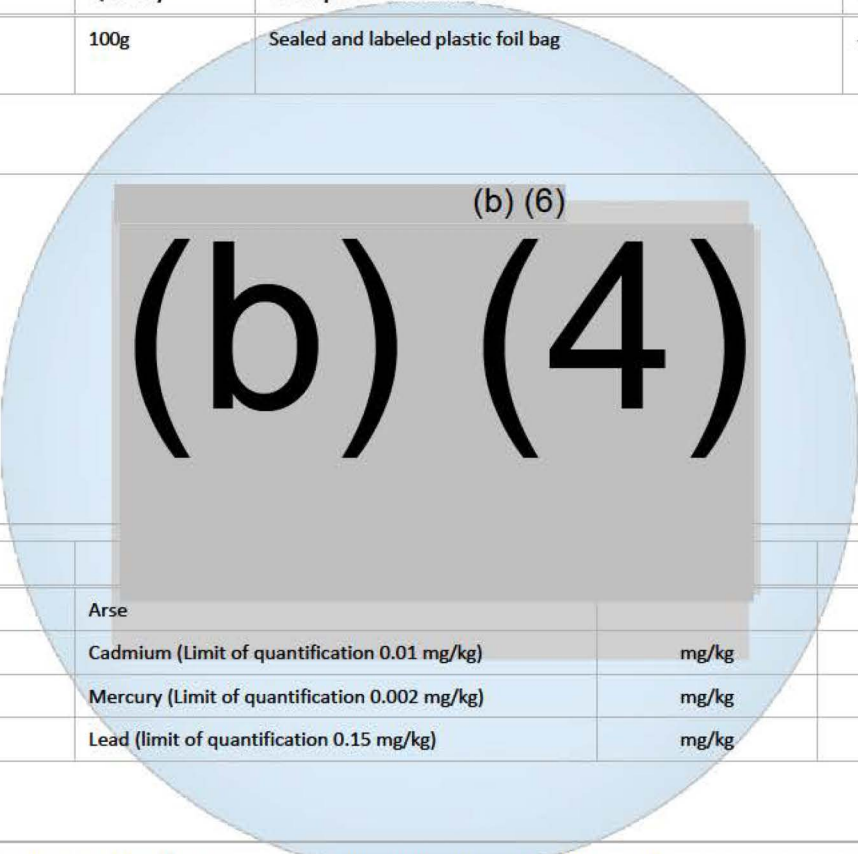 100g Sealed and labeled plastic foil bag
(b) (6)
(b) (4)
Arse
Cadmium (Limit of quantification 0.01 mg/kg) mg/kg
Mercury (Limit of quantification 0.002 mg/kg) mg/kg
Lead (limit of quantification 0.15 mg/kg) mg/kg